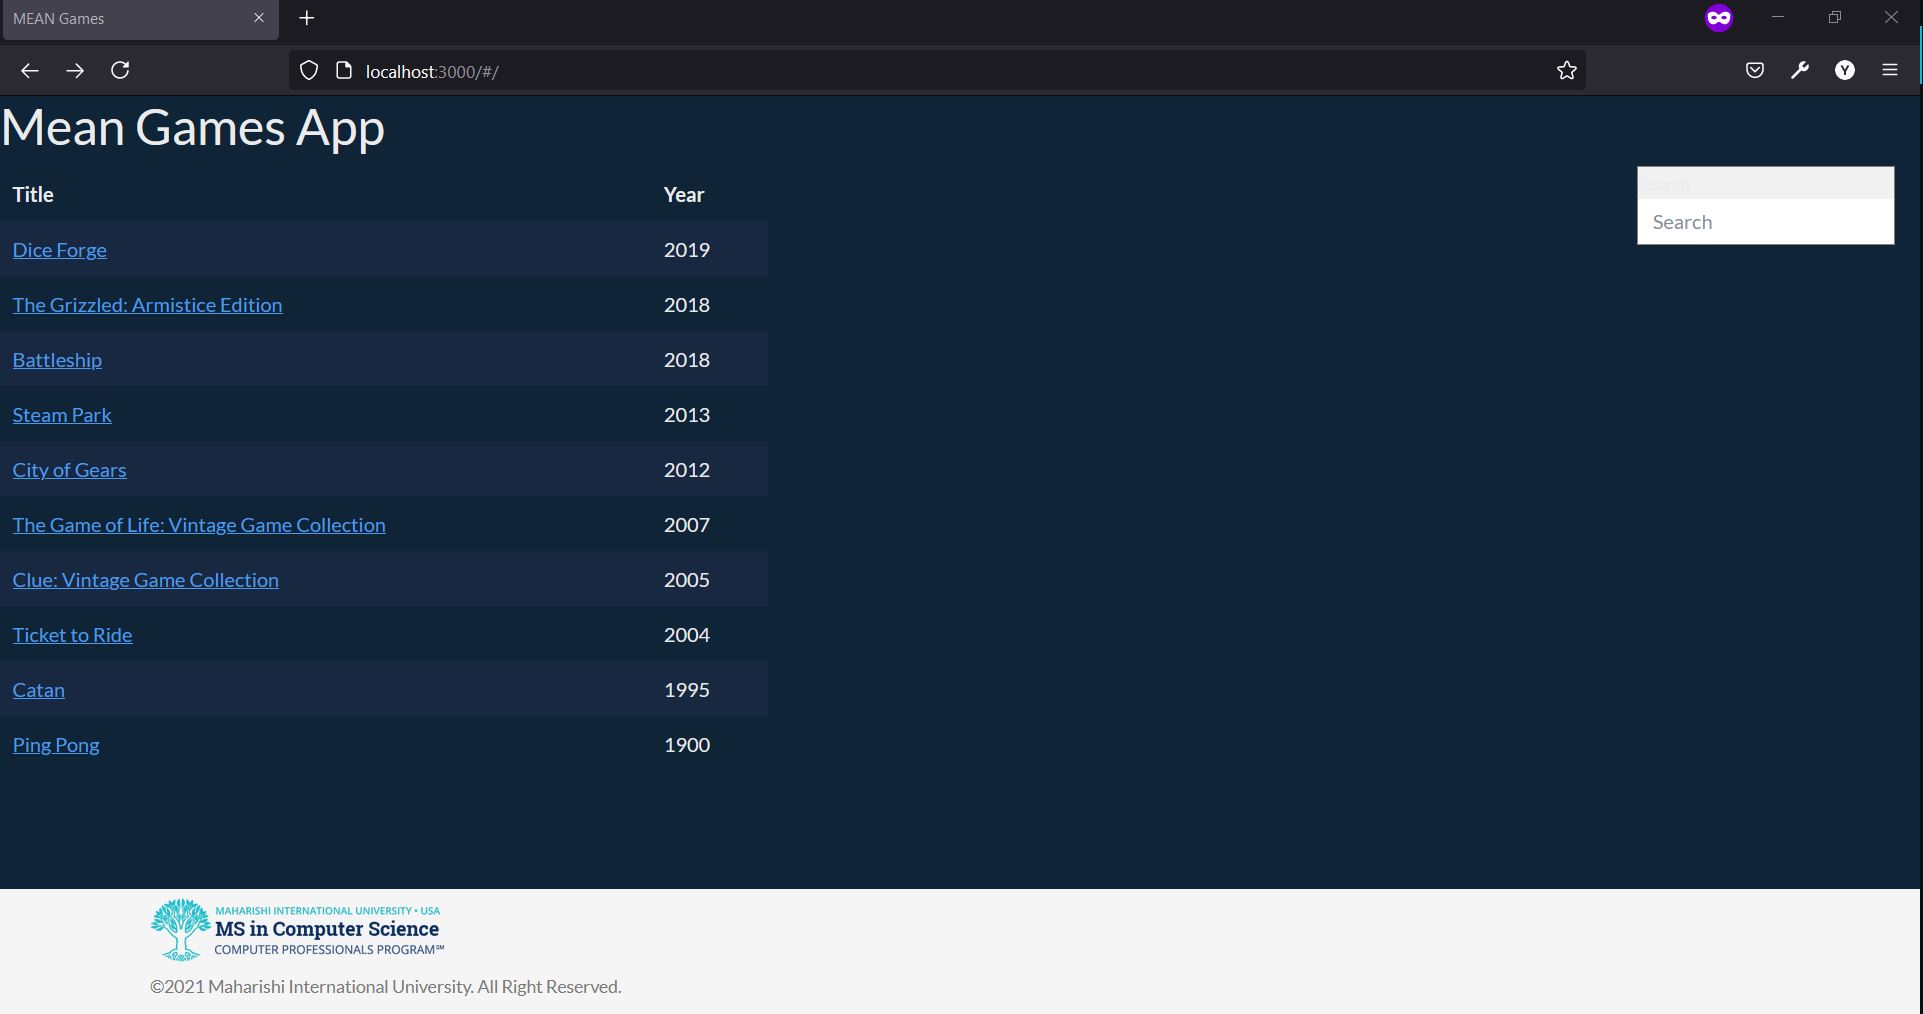 MEAN Games
localhost:3000/#/
Y
Mean Games App
Title Year
Search
Search
Dice Forge 2019
The Grizzled: Armistice Edition 2018
Battleship 2018
Steam Park 2013
City of Gears 2012
The Game of Life: Vintage Game Collection 2007
Clue: Vintage Game Collection 2005
Ticket to Ride 2004
Catan 1995
Ping Pong 1900
MAHARISHI INTERNATIONAL UNIVERSITY • USA
MS in Computer Science
COMPUTER PROFESSIONALS PROGRAM℠
©2021 Maharishi International University. All Right Reserved.